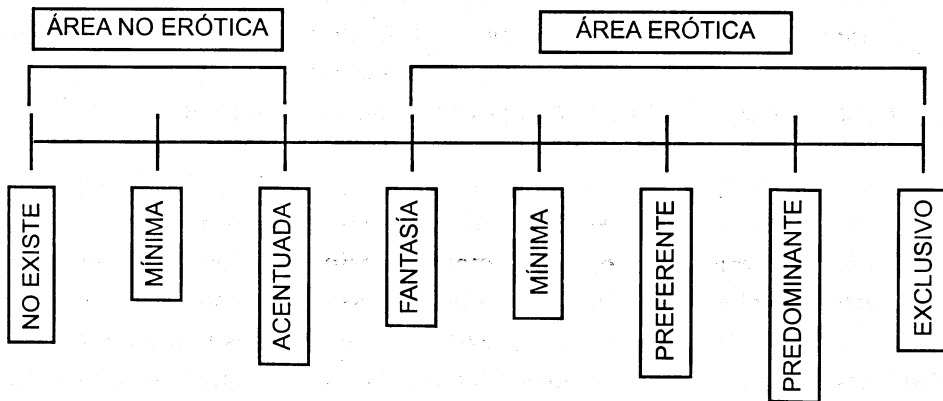 ÁREA NO ERÓTICA
ÁREA ERÓTICA
NO EXISTE
MÍNIMA
ACENTUADA
FANTASÍA
MÍNIMA
PREFERENTE
PREDOMINANTE
EXCLUSIVO